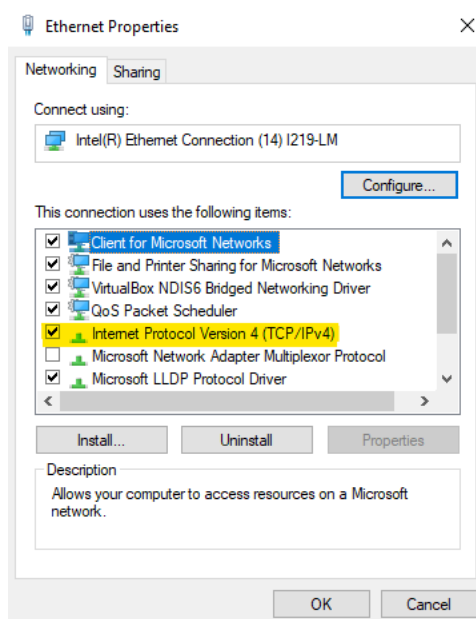 Ethernet Properties
Networking
Sharing
Connect using:
Intel(R) Ethernet Connection (14) I219-LM
Configure...
This connection uses the following items:
Client for Microsoft Networks
File and Printer Sharing for Microsoft Networks
VirtualBox NDIS6 Bridged Networking Driver
QoS Packet Scheduler
Internet Protocol Version 4 (TCP/IPv4)
Microsoft Network Adapter Multiplexor Protocol
Microsoft LLDP Protocol Driver
Install...
Uninstall
Properties
Description
Allows your computer to access resources on a Microsoft
network.
OK
Cancel